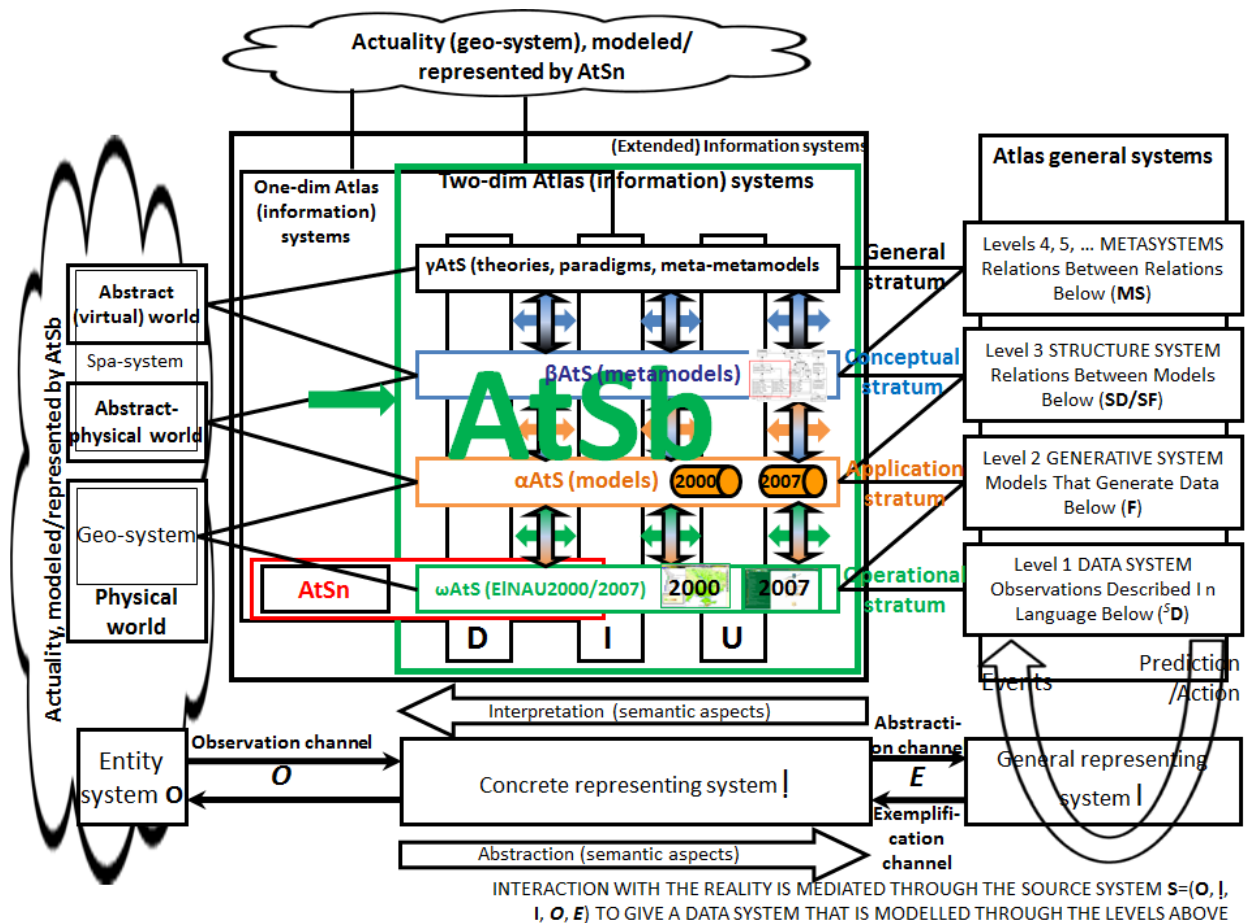 Actuality (geo-system), modeled/
represented by AtSn
(Extended) Information systems
One-dim Atlas
(information)
systems
Two-dim Atlas (information) systems
Atlas general systems
Actuality, modeled/represented by AtSb
Abstract
(virtual) world
Spa-system
Abstract-
physical world
Geo-system
Physical
world
γAtS (theories, paradigms, meta-metamodels
General
stratum
βAtS (metamodels)
Conceptual
stratum
AtSb
αAtS (models)
2000
2007
Application
stratum
AtSn
ωAtS (ElNAU2000/2007)
2000
2007
Operational
stratum
D
I
U
Levels 4, 5, … METASYSTEMS
Relations Between Relations
Below (MS)
Level 3 STRUCTURE SYSTEM
Relations Between Models
Below (SD/SF)
Level 2 GENERATIVE SYSTEM
Models That Generate Data
Below (F)
Level 1 DATA SYSTEM
Observations Described I n
Language Below (ˢD)
Events
Prediction
/Action
Interpretation (semantic aspects)
Entity
system O
Observation channel
O
Concrete representing system Į
Abstracti-
on channel
E
Exemplifi-
cation
channel
General representing
system I
Abstraction (semantic aspects)
INTERACTION WITH THE REALITY IS MEDIATED THROUGH THE SOURCE SYSTEM S=(O, Į,
I, O, E) TO GIVE A DATA SYSTEM THAT IS MODELLED THROUGH THE LEVELS ABOVE